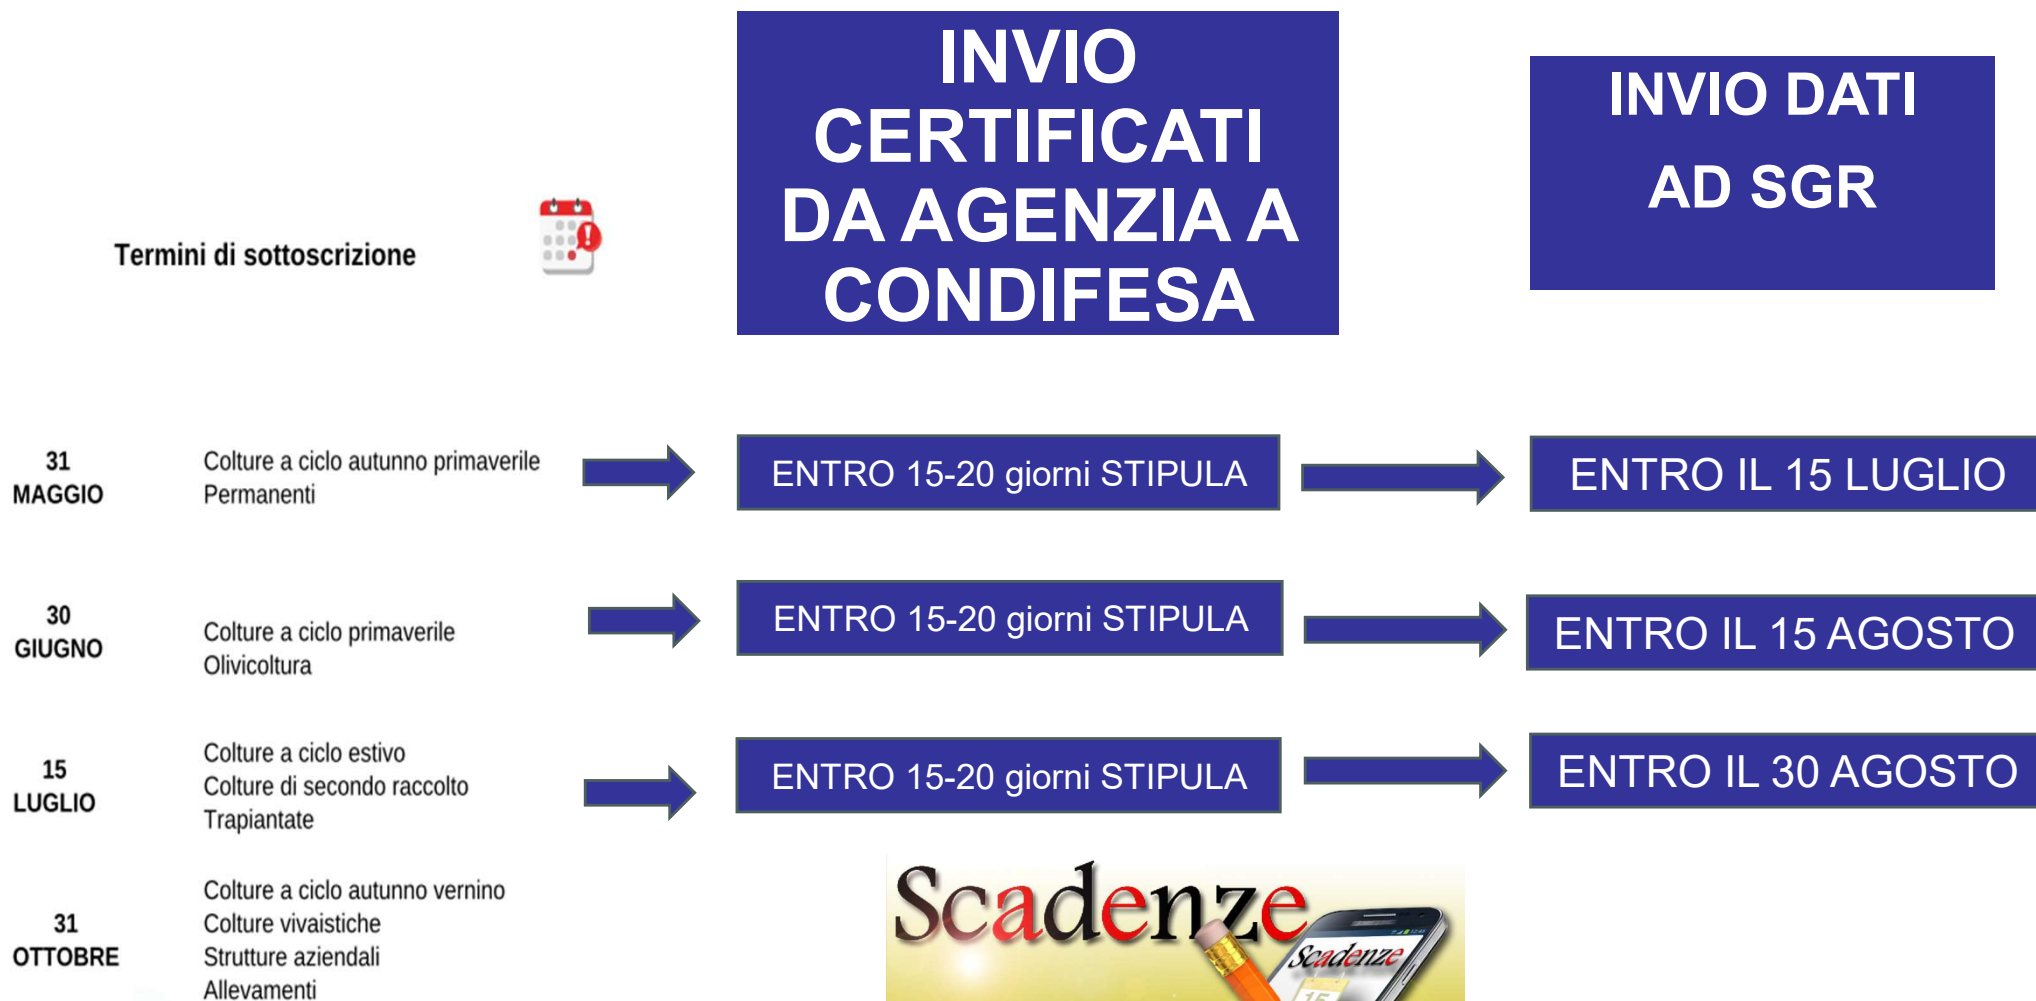 INVIO
CERTIFICATI
DA AGENZIA A
CONDIFESA
INVIO DATI
AD SGR
Termini di sottoscrizione
31
MAGGIO
Colture a ciclo autunno primaverile
Permanenti
ENTRO 15-20 giorni STIPULA
ENTRO IL 15 LUGLIO
30
GIUGNO
Colture a ciclo primaverile
Olivicoltura
ENTRO 15-20 giorni STIPULA
ENTRO IL 15 AGOSTO
15
LUGLIO
Colture a ciclo estivo
Colture di secondo raccolto
Trapiantate
ENTRO 15-20 giorni STIPULA
ENTRO IL 30 AGOSTO
31
OTTOBRE
Colture a ciclo autunno vernino
Colture vivaistiche
Strutture aziendali
Allevamenti
Scadenze
Scadenze
15